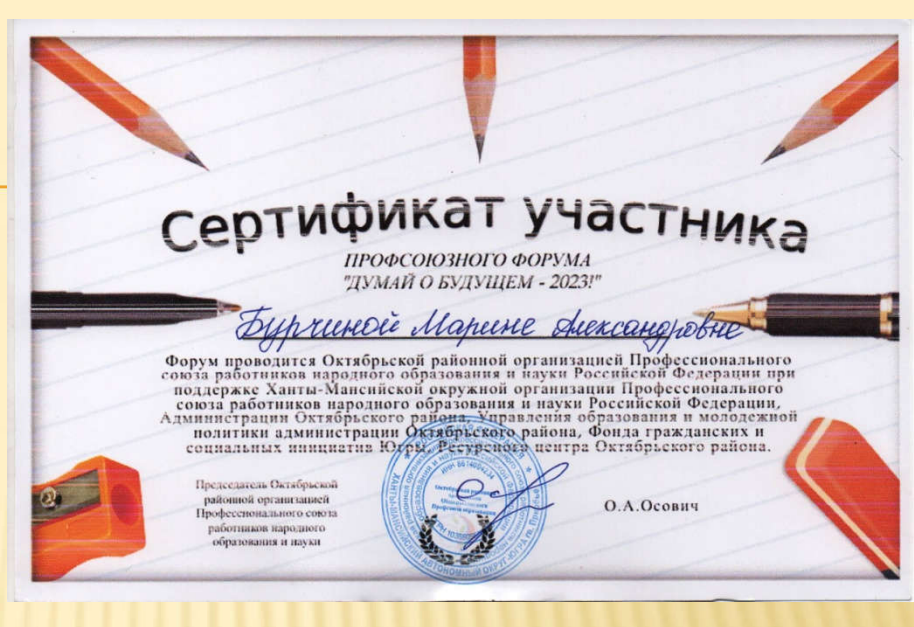 Сертификат участника
ПРОФСОЮЗНОГО ФОРУМА
"ДУМАЙ О БУДУЩЕМ - 2023!"
Бурчиной Марине Александровне
Форум проводится Октябрьской районной организацией Профессионального
союза работников народного образования и науки Российской Федерации при
поддержке Ханты-Мансийской окружной организации Профессионального
союза работников народного образования и науки Российской Федерации,
Администрации Октябрьского района, Управления образования и молодежной
политики администрации Октябрьского района, Фонда гражданских и
социальных инициатив Югры, Ресурсного центра Октябрьского района.
Председатель Октябрьской
районной организацией
Профессионального союза
работников народного
образования и науки
О.А.Осович
АВТОНОМНЫЙ ОКРУГ